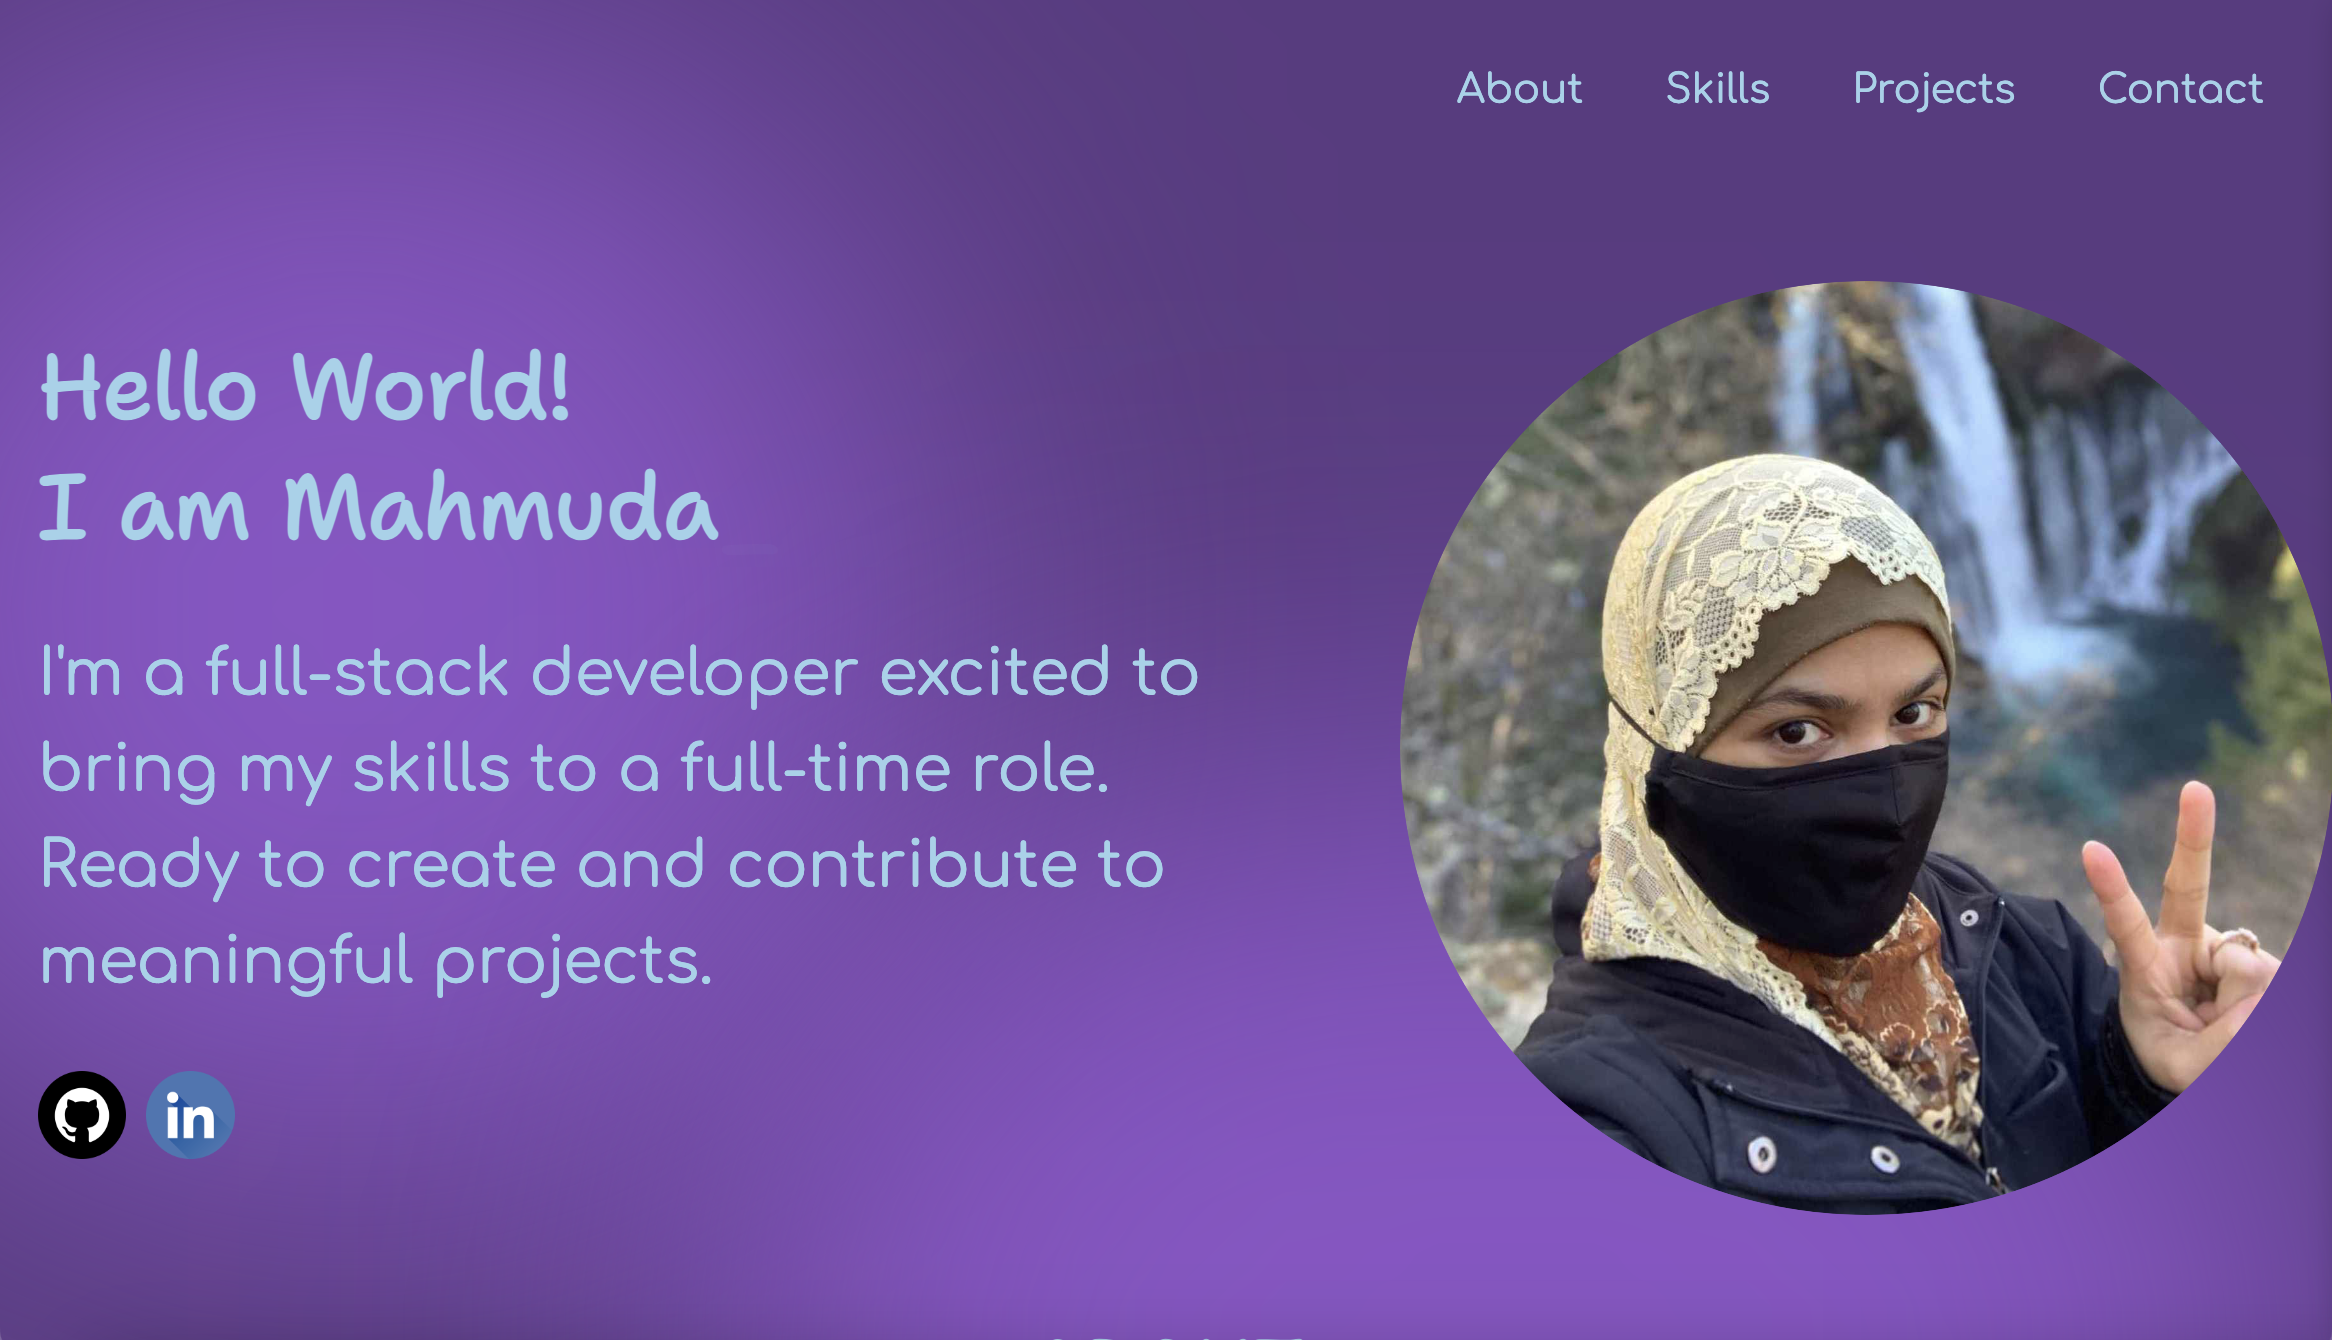 About Skills Projects Contact
Hello World!
I am Mahmuda
I'm a full-stack developer excited to
bring my skills to a full-time role.
Ready to create and contribute to
meaningful projects.
in